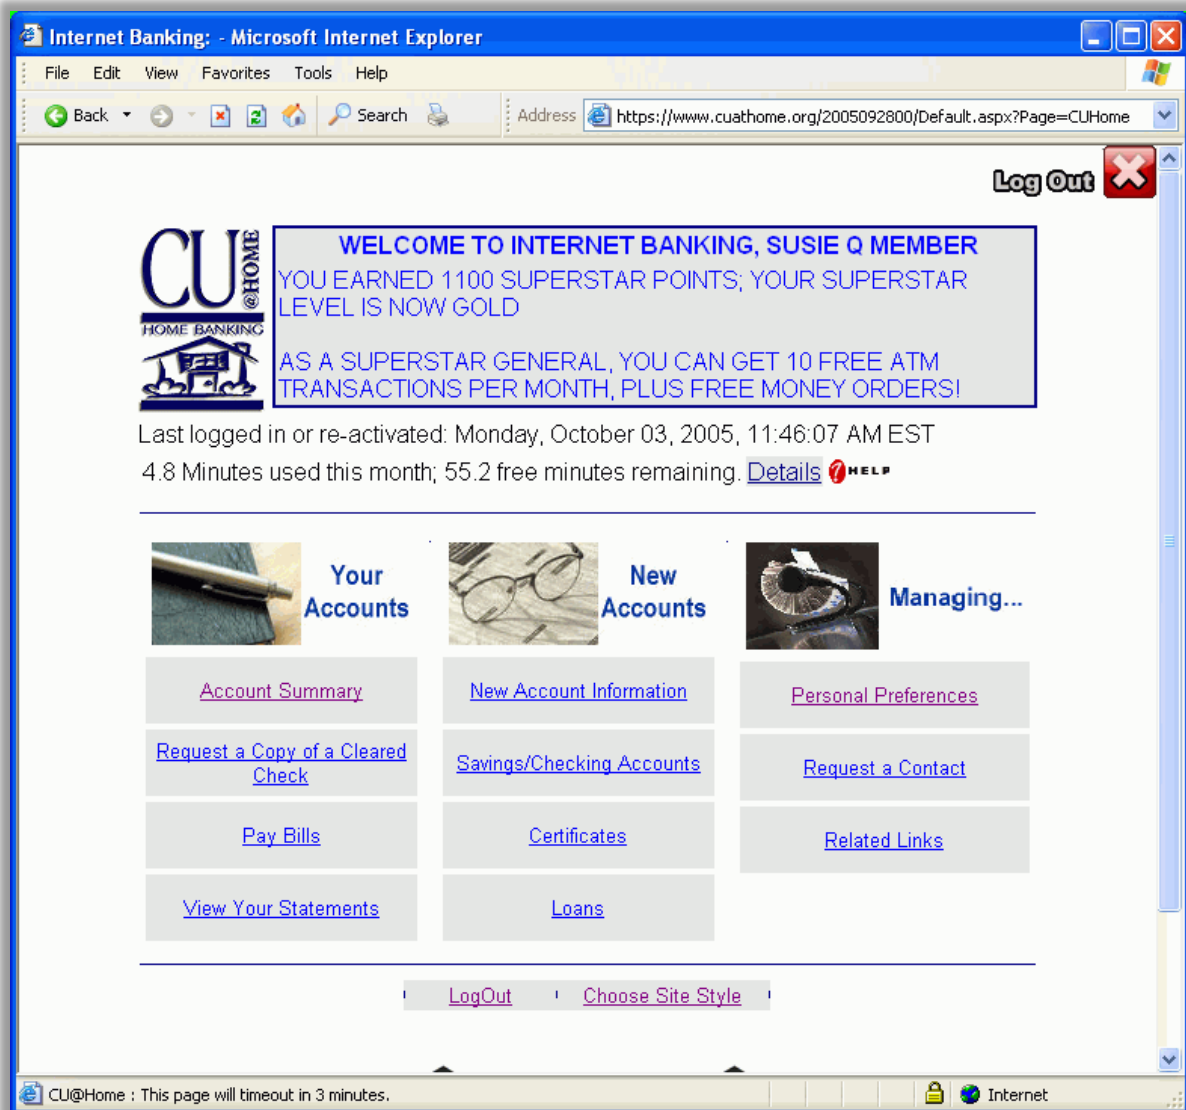 Internet Banking: - Microsoft Internet Explorer
File Edit View Favorites Tools Help
Back Search Address https://www.cuathome.org/2005092800/Default.aspx?Page=CUHome
Log Out
CU @HOME
HOME BANKING
WELCOME TO INTERNET BANKING, SUSIE Q MEMBER
YOU EARNED 1100 SUPERSTAR POINTS; YOUR SUPERSTAR
LEVEL IS NOW GOLD
AS A SUPERSTAR GENERAL, YOU CAN GET 10 FREE ATM
TRANSACTIONS PER MONTH, PLUS FREE MONEY ORDERS!
Last logged in or re-activated: Monday, October 03, 2005, 11:46:07 AM EST
4.8 Minutes used this month; 55.2 free minutes remaining. Details ? HELP
Your
Accounts
Account Summary
Request a Copy of a Cleared
Check
Pay Bills
View Your Statements
New
Accounts
New Account Information
Savings/Checking Accounts
Certificates
Loans
Managing...
Personal Preferences
Request a Contact
Related Links
LogOut Choose Site Style
CU@Home : This page will timeout in 3 minutes. Internet